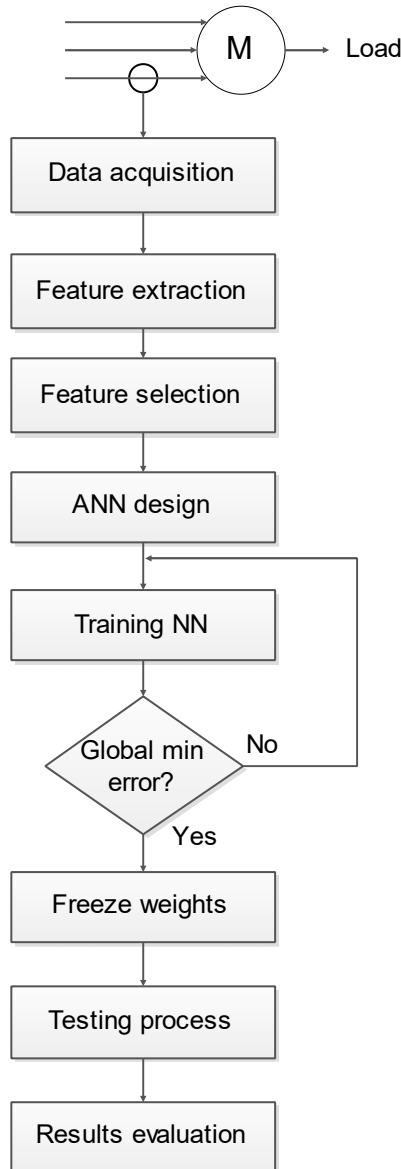 M
Load
Data acquisition
Feature extraction
Feature selection
ANN design
Training NN
Global min
error?
No
Yes
Freeze weights
Testing process
Results evaluation